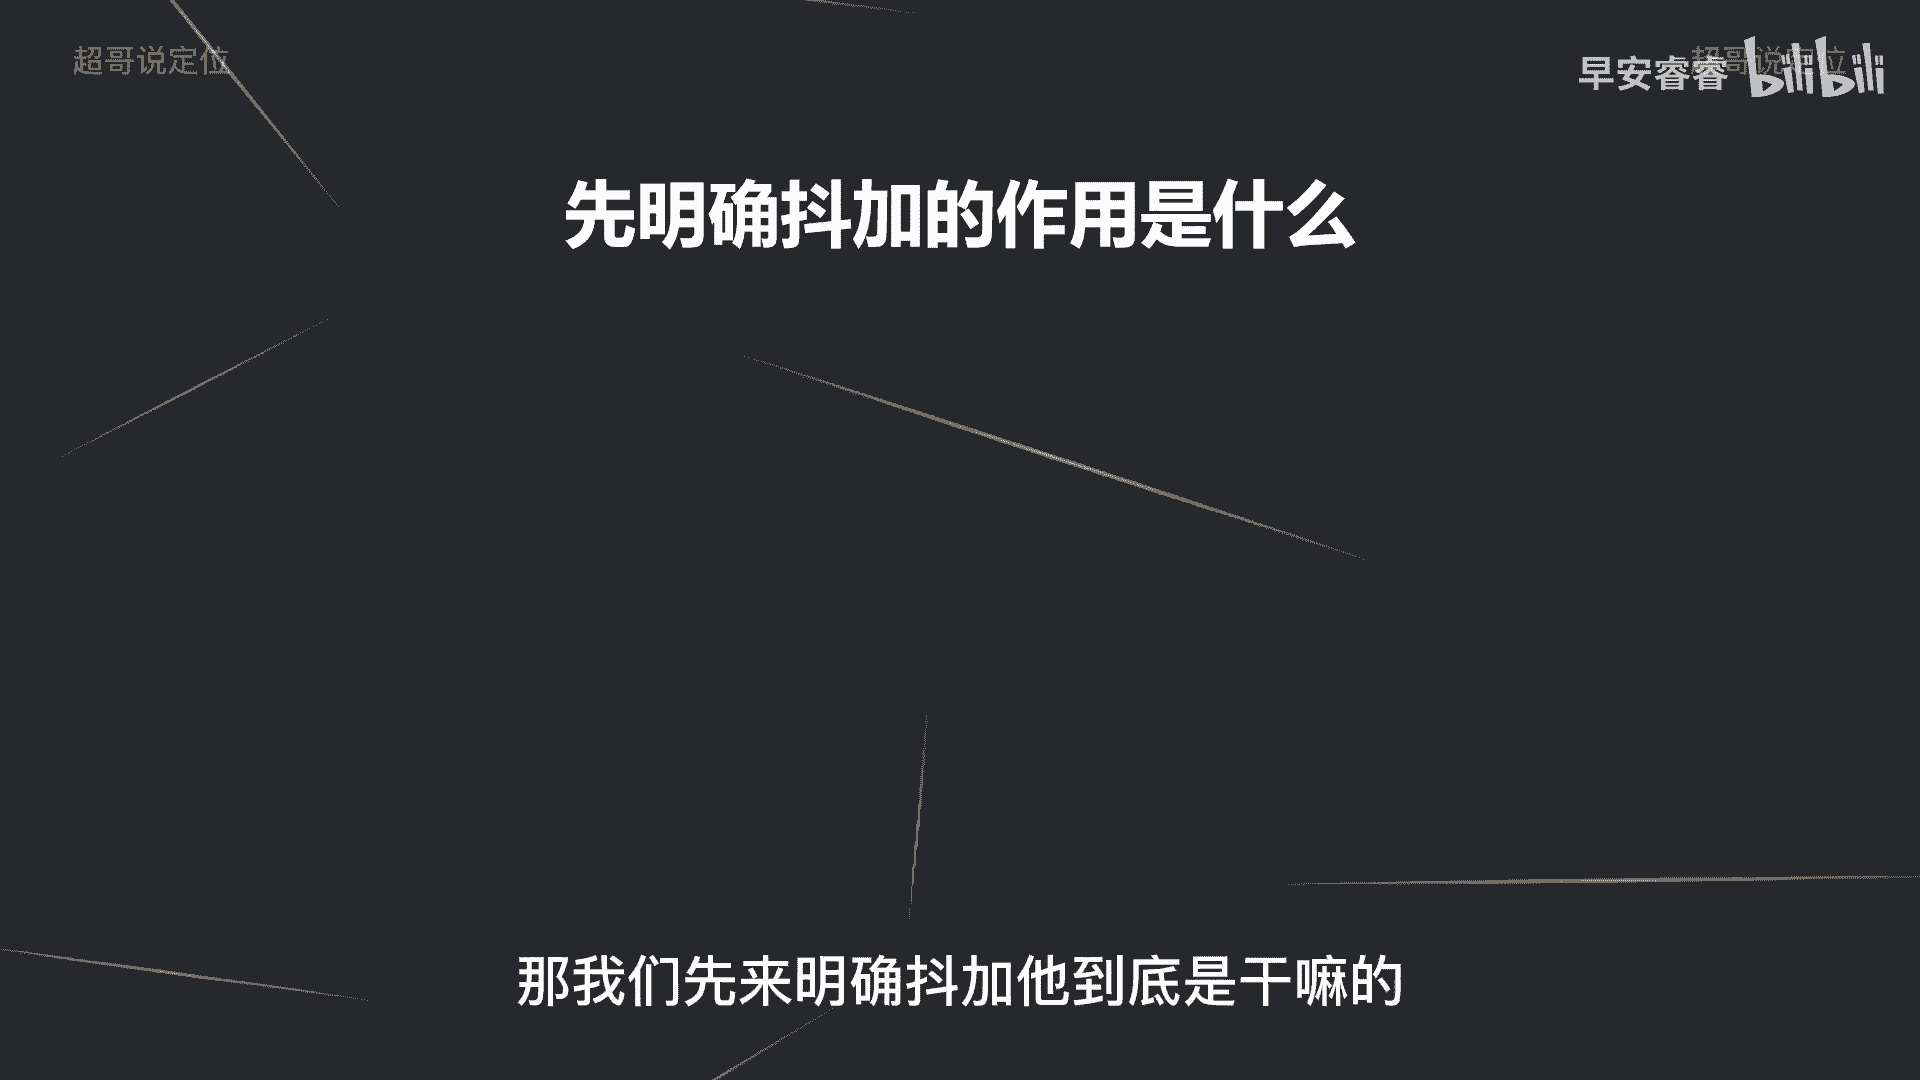 超哥说定位
早安睿睿 bilibili
超哥说定位
先明确抖加的作用是什么
那我们先来明确抖加他到底是干嘛的